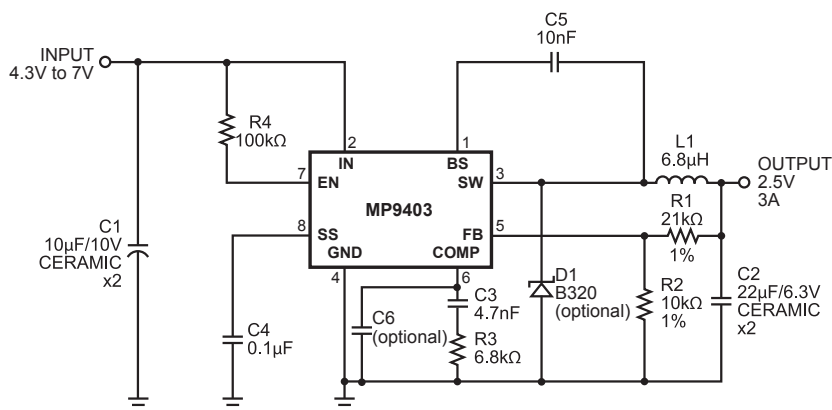 C5
10nF
INPUT
4.3V to 7V
R4
100kΩ
2
1
L1
6.8µH
IN
BS
OUTPUT
2.5V
3A
7
EN
SW
3
MP9403
R1
21kΩ
1%
C1
10µF/10V
CERAMIC
x2
8
SS
FB
5
GND
COMP
4
6
D1
B320
(optional)
R2
10kΩ
1%
C2
22µF/6.3V
CERAMIC
x2
C3
4.7nF
C6
(optional)
C4
0.1µF
R3
6.8kΩ